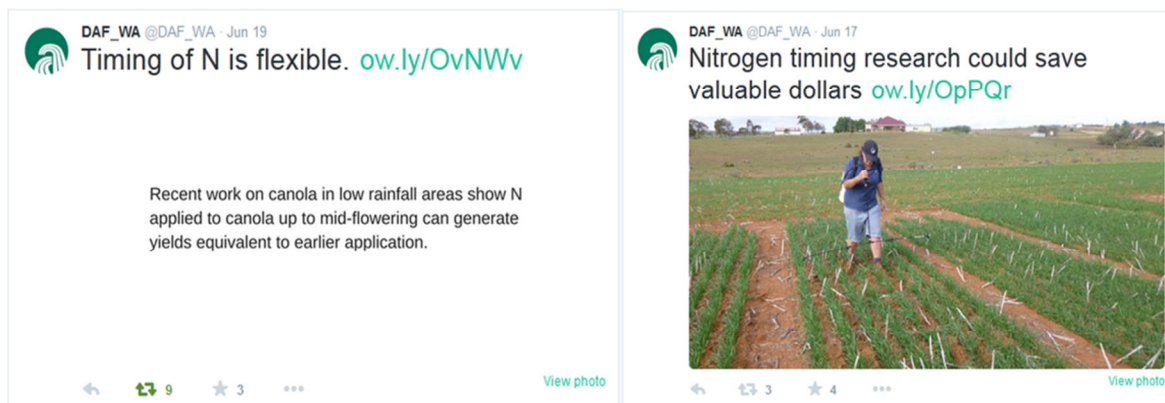 DAF_WA @DAF_WA · Jun 19
Timing of N is flexible. ow.ly/OvNWv
Recent work on canola in low rainfall areas show N
applied to canola up to mid-flowering can generate
yields equivalent to earlier application.
9 3 View photo
DAF_WA @DAF_WA · Jun 17
Nitrogen timing research could save
valuable dollars ow.ly/OpPQr
3 4 View photo